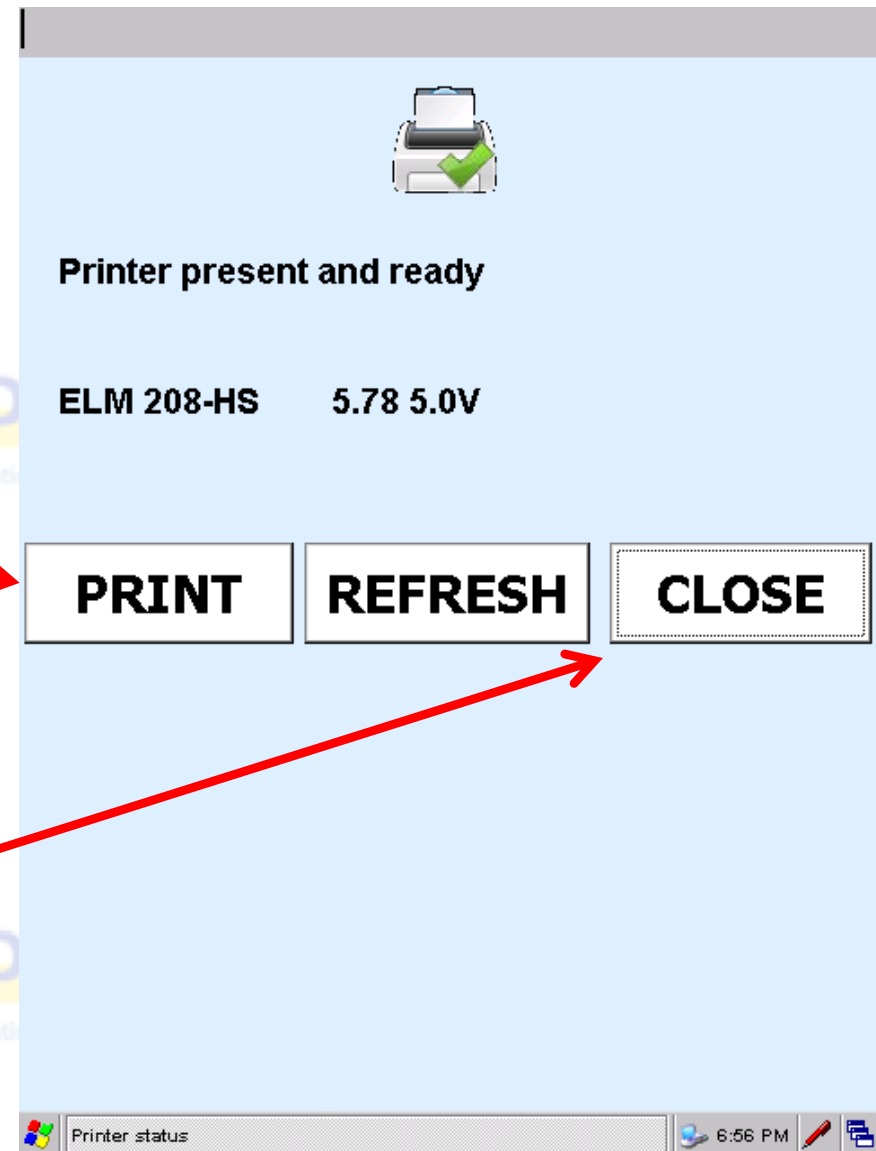 Printer present and ready
ELM 208-HS 5.78 5.0V
PRINT REFRESH CLOSE
Printer status 6:56 PM